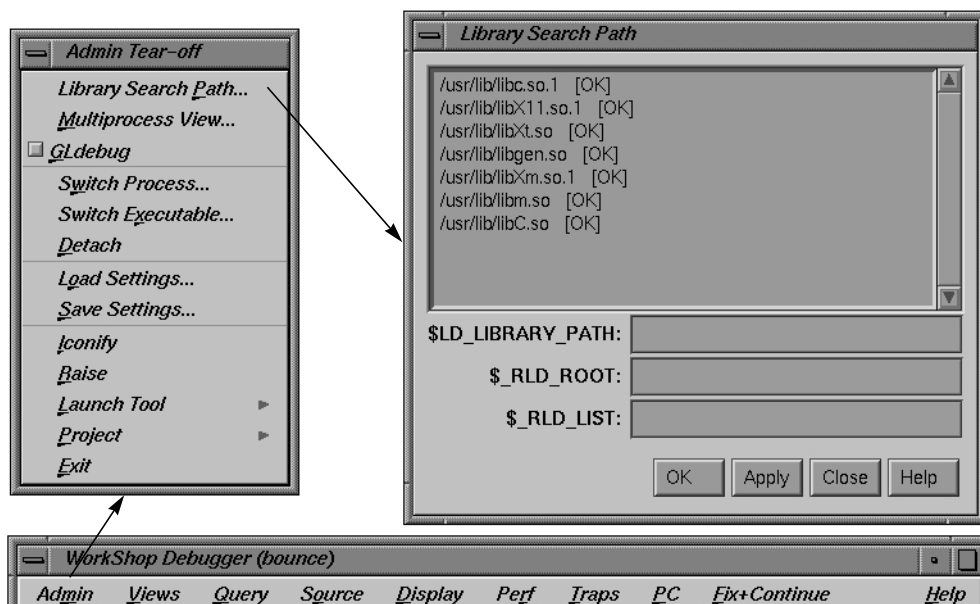 Admin Tear-off
Library Search Path...
Multiprocess View...
GLdebug
Switch Process...
Switch Executable...
Detach
Load Settings...
Save Settings...
Iconify
Raise
Launch Tool
Project
Exit
Library Search Path
/usr/lib/libc.so.1 [OK]
/usr/lib/libX11.so.1 [OK]
/usr/lib/libXt.so [OK]
/usr/lib/libgen.so [OK]
/usr/lib/libXm.so.1 [OK]
/usr/lib/libm.so [OK]
/usr/lib/libC.so [OK]
$LD_LIBRARY_PATH:
$_RLD_ROOT:
$_RLD_LIST:
OK Apply Close Help
WorkShop Debugger (bounce)
Admin Views Query Source Display Perf Traps PC Fix+Continue Help